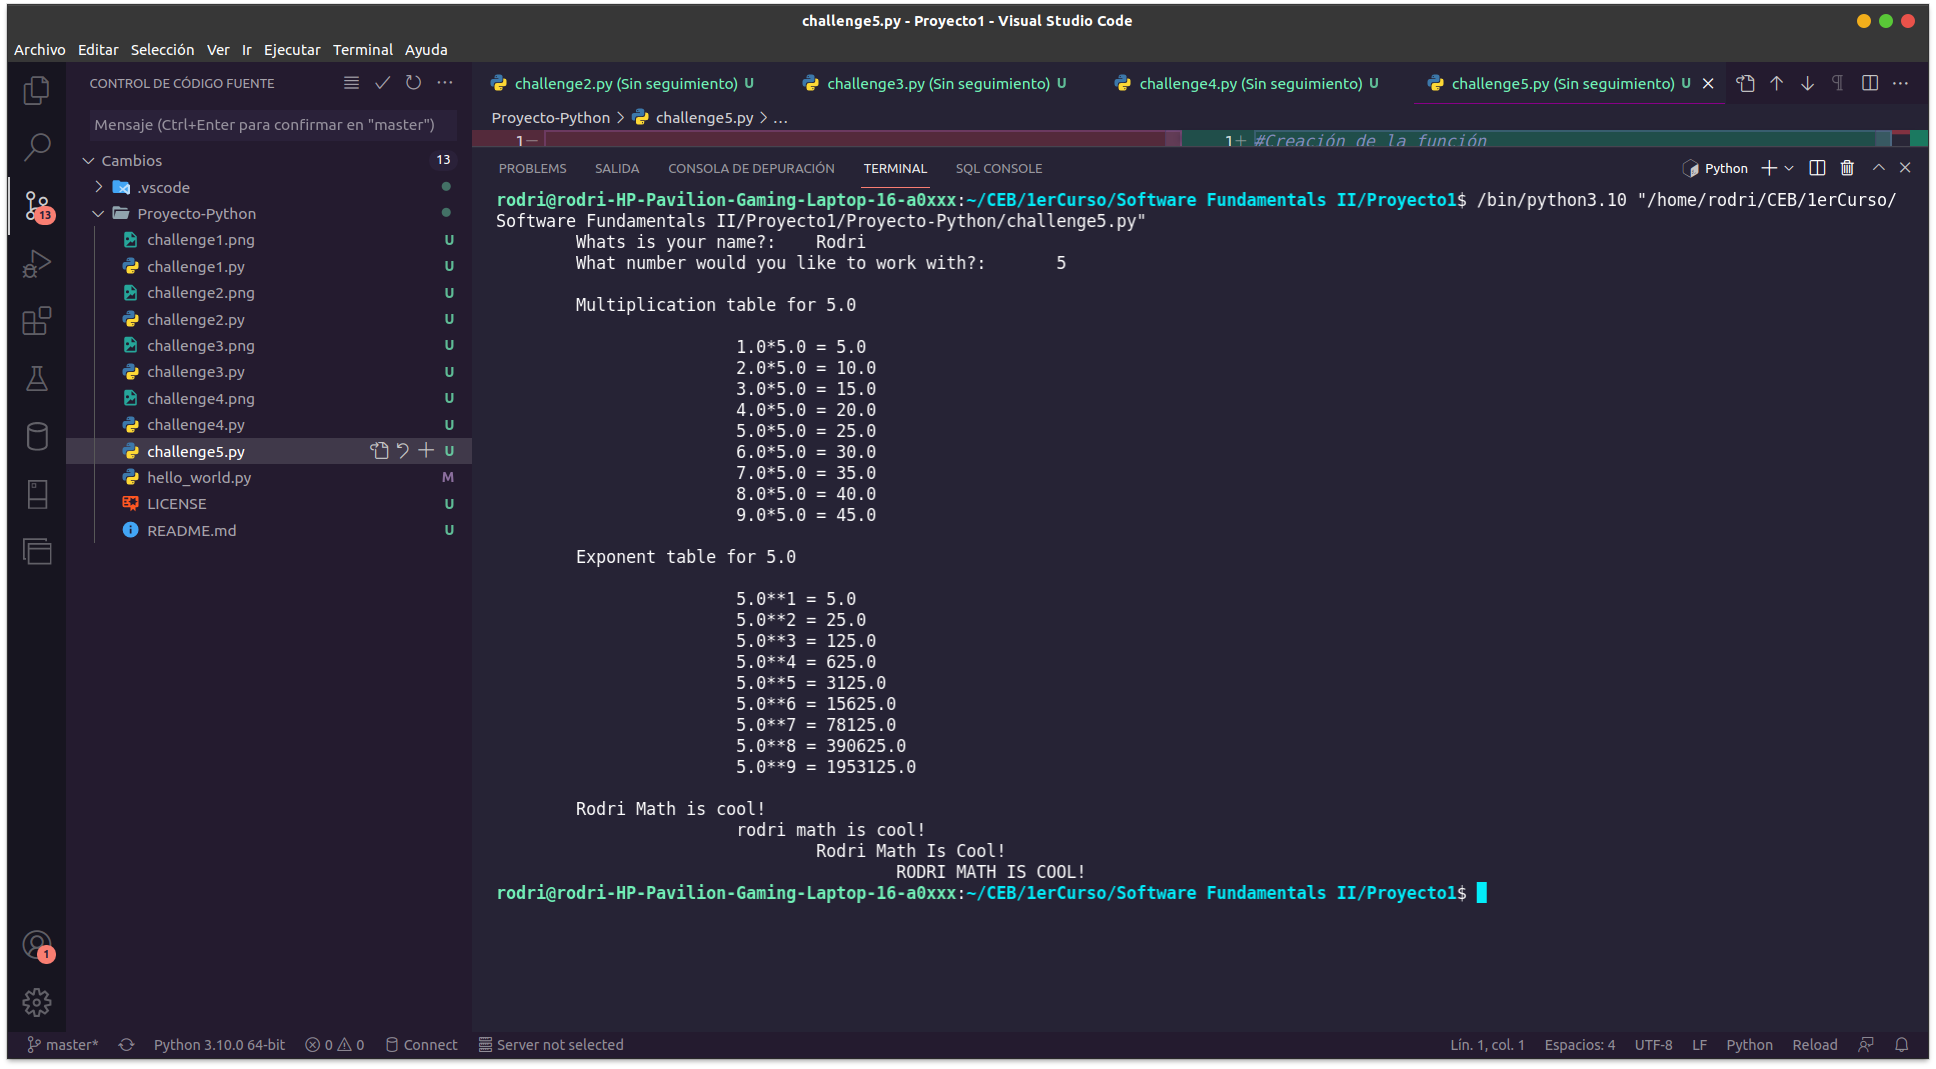 challenge5.py - Proyecto1 - Visual Studio Code
Archivo Editar Selección Ver Ir Ejecutar Terminal Ayuda
CONTROL DE CÓDIGO FUENTE
Mensaje (Ctrl+Enter para confirmar en "master")
Cambios 13
.vscode
Proyecto-Python
challenge1.png U
challenge1.py U
challenge2.png U
challenge2.py U
challenge3.png U
challenge3.py U
challenge4.png U
challenge4.py U
challenge5.py U
hello_world.py M
LICENSE U
README.md U
13
1
challenge2.py (Sin seguimiento) U challenge3.py (Sin seguimiento) U challenge4.py (Sin seguimiento) U challenge5.py (Sin seguimiento) U
Proyecto-Python > challenge5.py > ...
1− 1+ #Creación de la función
PROBLEMS SALIDA CONSOLA DE DEPURACIÓN TERMINAL SQL CONSOLE Python
rodri@rodri-HP-Pavilion-Gaming-Laptop-16-a0xxx:~/CEB/1erCurso/Software Fundamentals II/Proyecto1$ /bin/python3.10 "/home/rodri/CEB/1erCurso/
Software Fundamentals II/Proyecto1/Proyecto-Python/challenge5.py"
Whats is your name?: Rodri
What number would you like to work with?: 5
Multiplication table for 5.0
1.0*5.0 = 5.0
2.0*5.0 = 10.0
3.0*5.0 = 15.0
4.0*5.0 = 20.0
5.0*5.0 = 25.0
6.0*5.0 = 30.0
7.0*5.0 = 35.0
8.0*5.0 = 40.0
9.0*5.0 = 45.0
Exponent table for 5.0
5.0**1 = 5.0
5.0**2 = 25.0
5.0**3 = 125.0
5.0**4 = 625.0
5.0**5 = 3125.0
5.0**6 = 15625.0
5.0**7 = 78125.0
5.0**8 = 390625.0
5.0**9 = 1953125.0
Rodri Math is cool!
rodri math is cool!
Rodri Math Is Cool!
RODRI MATH IS COOL!
rodri@rodri-HP-Pavilion-Gaming-Laptop-16-a0xxx:~/CEB/1erCurso/Software Fundamentals II/Proyecto1$
master* Python 3.10.0 64-bit 0 0 Connect Server not selected Lín. 1, col. 1 Espacios: 4 UTF-8 LF Python Reload